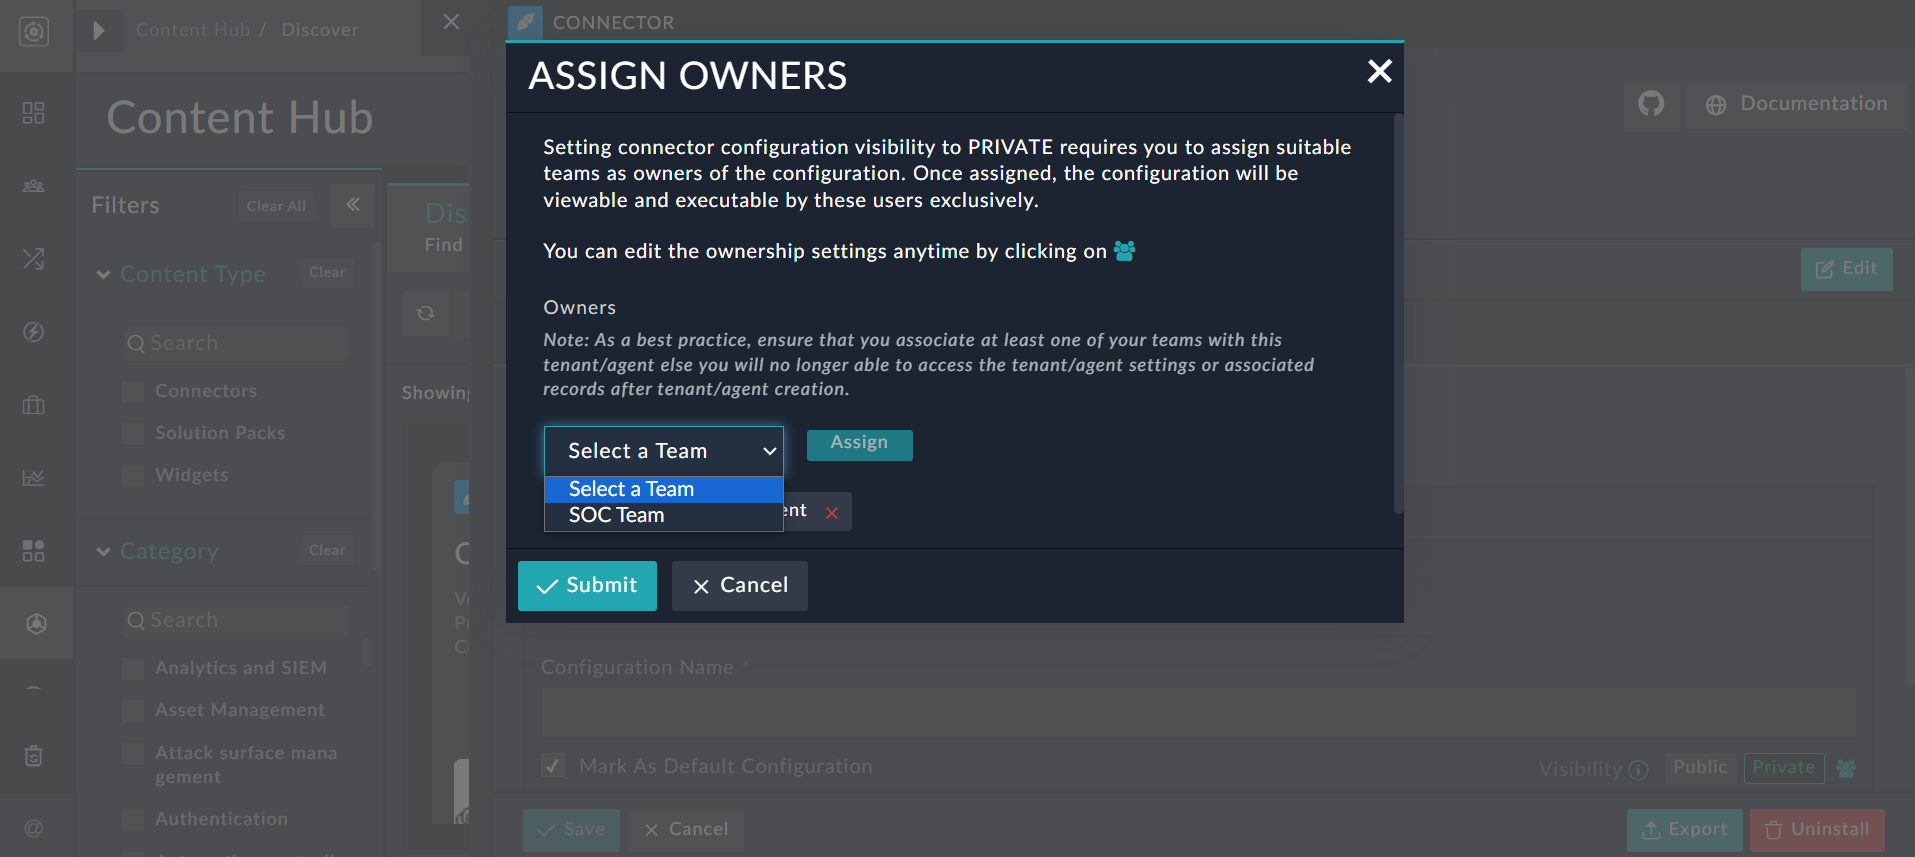 Content Hub / Discover
CONNECTOR
Content Hub
Documentation
Filters
Clear All
Dis
Find
Content Type
Clear
Search
Connectors
Solution Packs
Widgets
Showing
Category
Clear
Search
Analytics and SIEM
Asset Management
Attack surface mana
gement
Authentication
ASSIGN OWNERS
Setting connector configuration visibility to PRIVATE requires you to assign suitable
teams as owners of the configuration. Once assigned, the configuration will be
viewable and executable by these users exclusively.
You can edit the ownership settings anytime by clicking on
Owners
Note: As a best practice, ensure that you associate at least one of your teams with this
tenant/agent else you will no longer able to access the tenant/agent settings or associated
records after tenant/agent creation.
Select a Team
Assign
Select a Team
SOC Team
ent
Submit
Cancel
Edit
Configuration Name *
Mark As Default Configuration
Visibility
Public
Private
Save
Cancel
Export
Uninstall